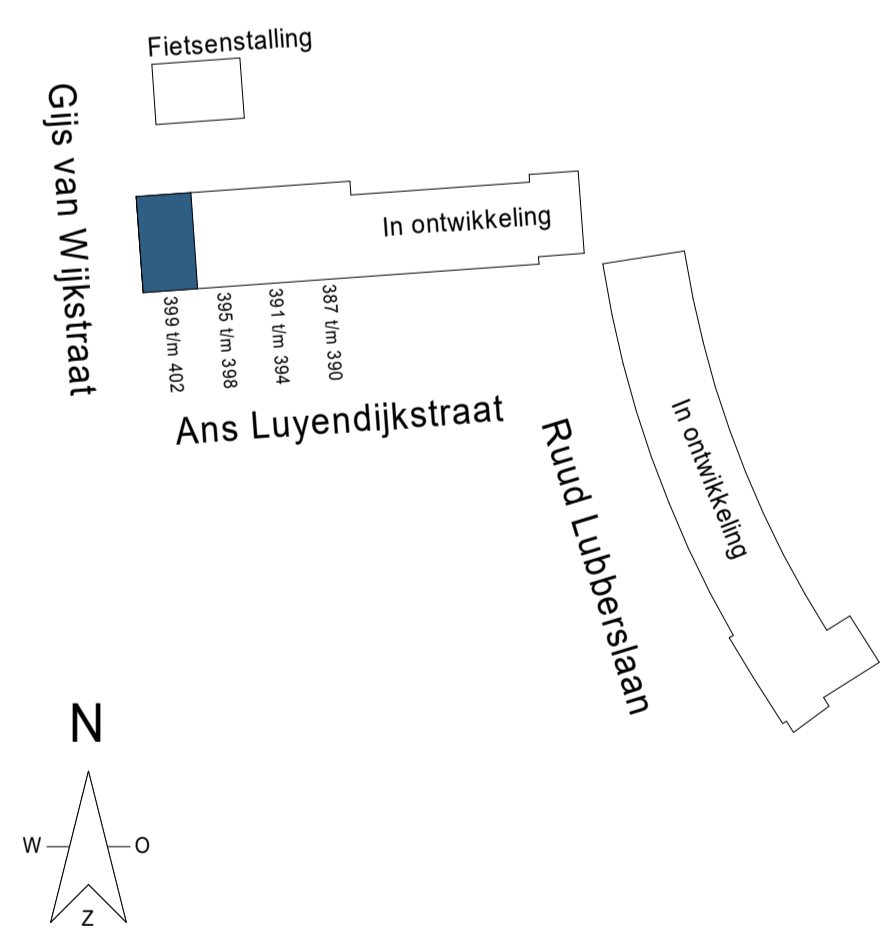 Fietsenstalling
Gijs van Wijkstraat
In ontwikkeling
399 t/m 402
395 t/m 398
391 t/m 394
387 t/m 390
Ans Luyendijkstraat
Ruud Lubberslaan
In ontwikkeling
N
W
O
Z